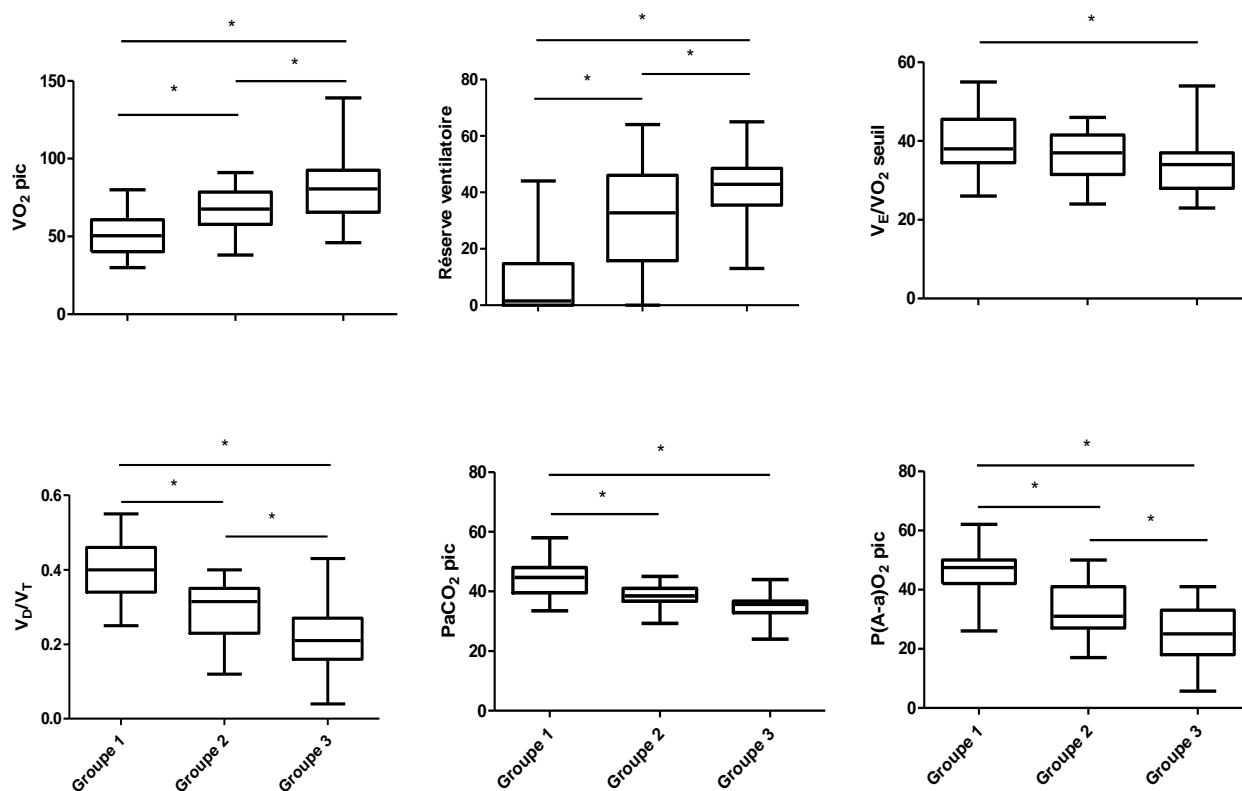 *
*
*
VO2 pic
150
100
50
0
*
*
*
Réserve ventilatoire
80
60
40
20
0
*
VE/VO2 seuil
60
40
20
0
*
*
*
VD/VT
0.6
0.4
0.2
0.0
Groupe 1
Groupe 2
Groupe 3
*
*
PaCO2 pic
80
60
40
20
0
Groupe 1
Groupe 2
Groupe 3
*
*
*
P(A-a)O2 pic
80
60
40
20
0
Groupe 1
Groupe 2
Groupe 3